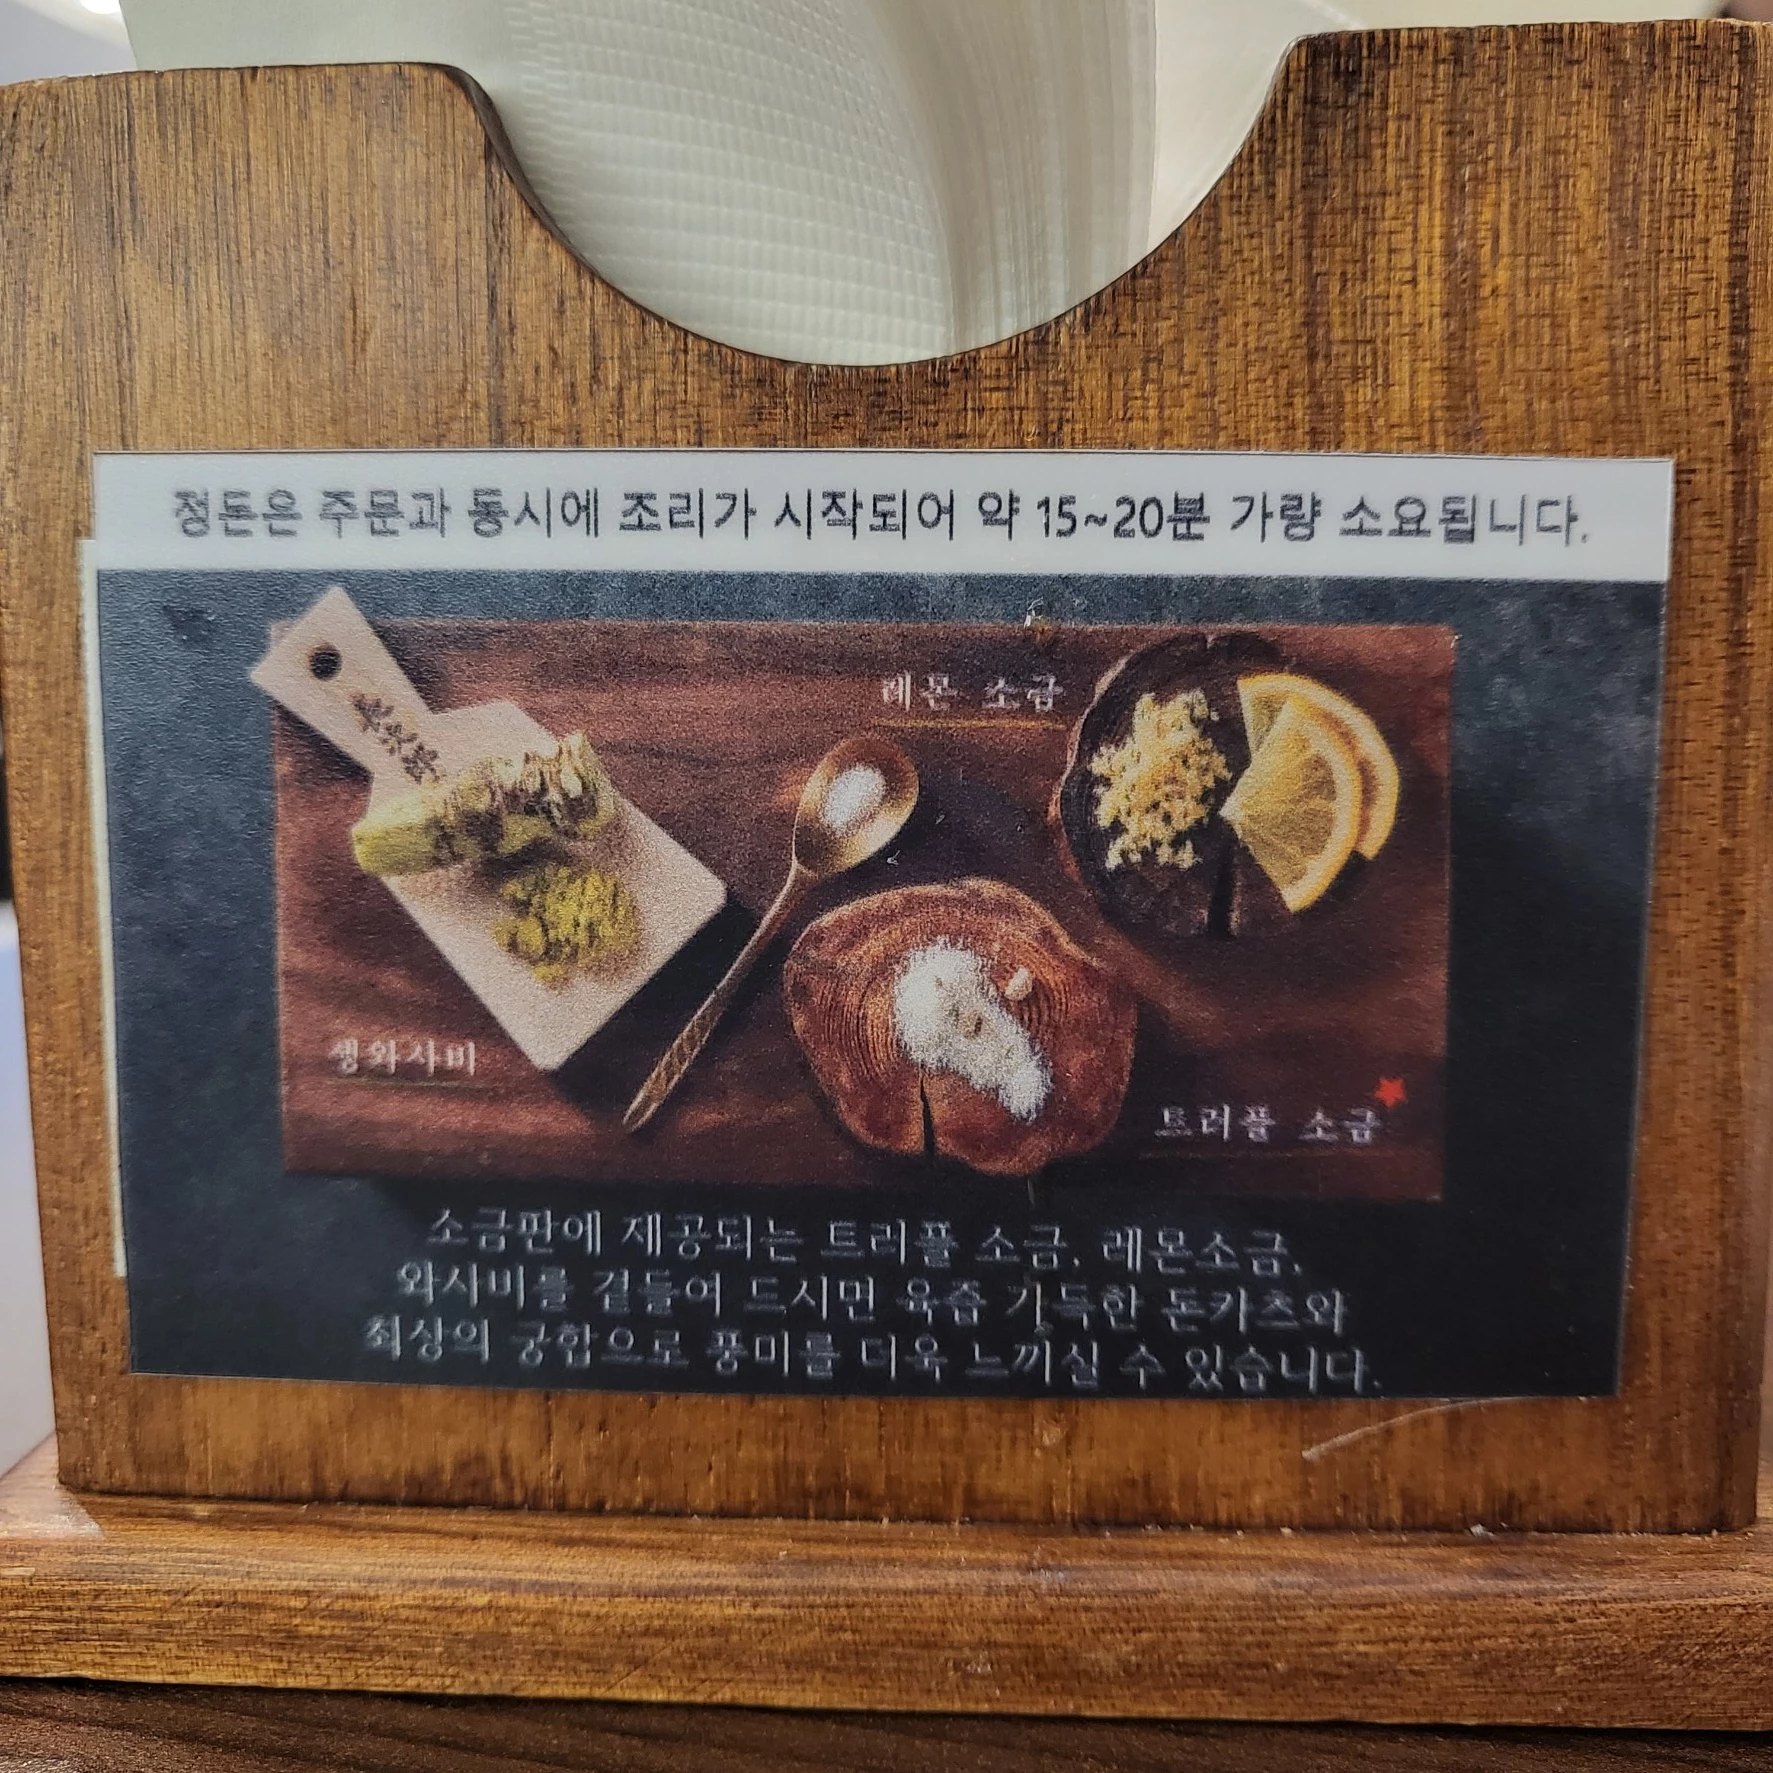 정돈은 주문과 동시에 조리가 시작되어 약 15~20분 가량 소요됩니다.
레몬 소금
생와사비
트러플 소금
소금판에 제공되는 트러플 소금, 레몬소금,
와사비를 곁들여 드시면 육즙 가득한 돈카츠와
최상의 궁합으로 풍미를 더욱 느끼실 수 있습니다.